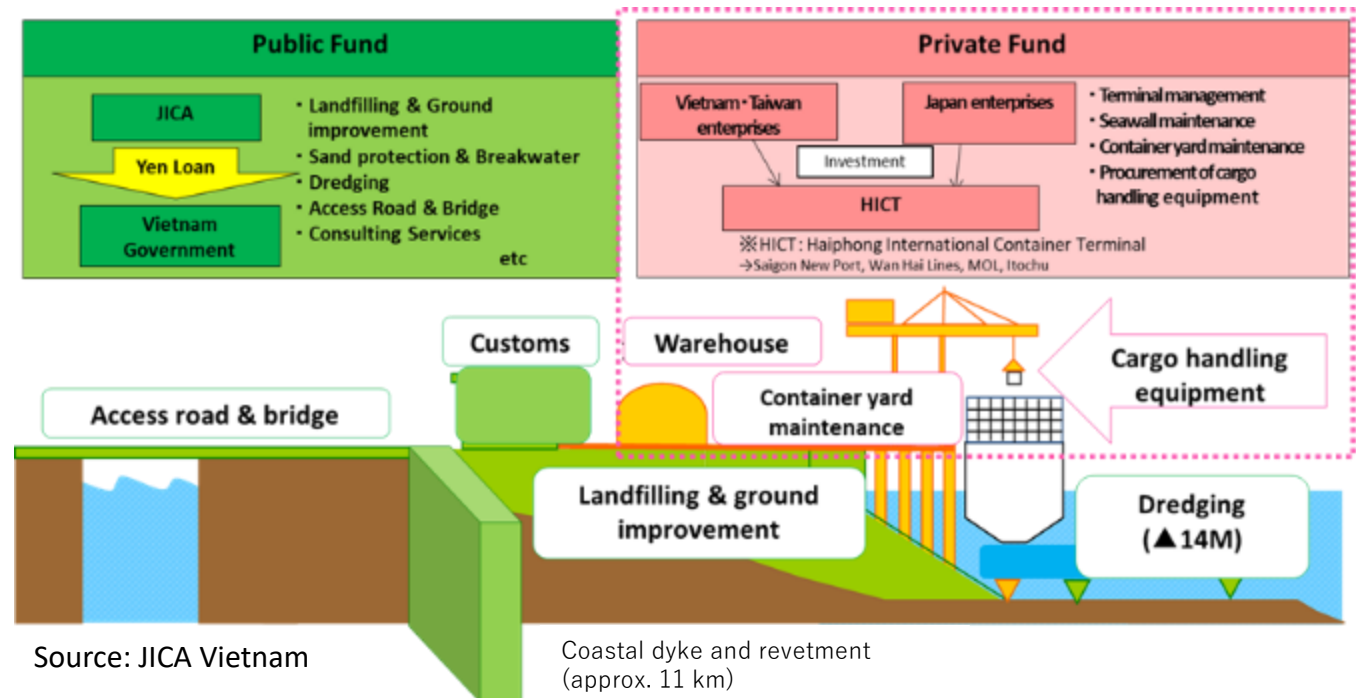 Public Fund
JICA
Yen Loan
Vietnam
Government
・Landfilling & Ground
improvement
・Sand protection & Breakwater
・Dredging
・Access Road & Bridge
・Consulting Services
etc
Private Fund
Vietnam・Taiwan
enterprises
Japan enterprises
Investment
HICT
・Terminal management
・Seawall maintenance
・Container yard maintenance
・Procurement of cargo
handling equipment
※HICT : Haiphong International Container Terminal
→Saigon New Port, Wan Hai Lines, MOL, Itochu
Customs
Warehouse
Cargo handling
equipment
Access road & bridge
Container yard
maintenance
Landfilling & ground
improvement
Dredging
(▲14M)
Source: JICA Vietnam
Coastal dyke and revetment
(approx. 11 km)